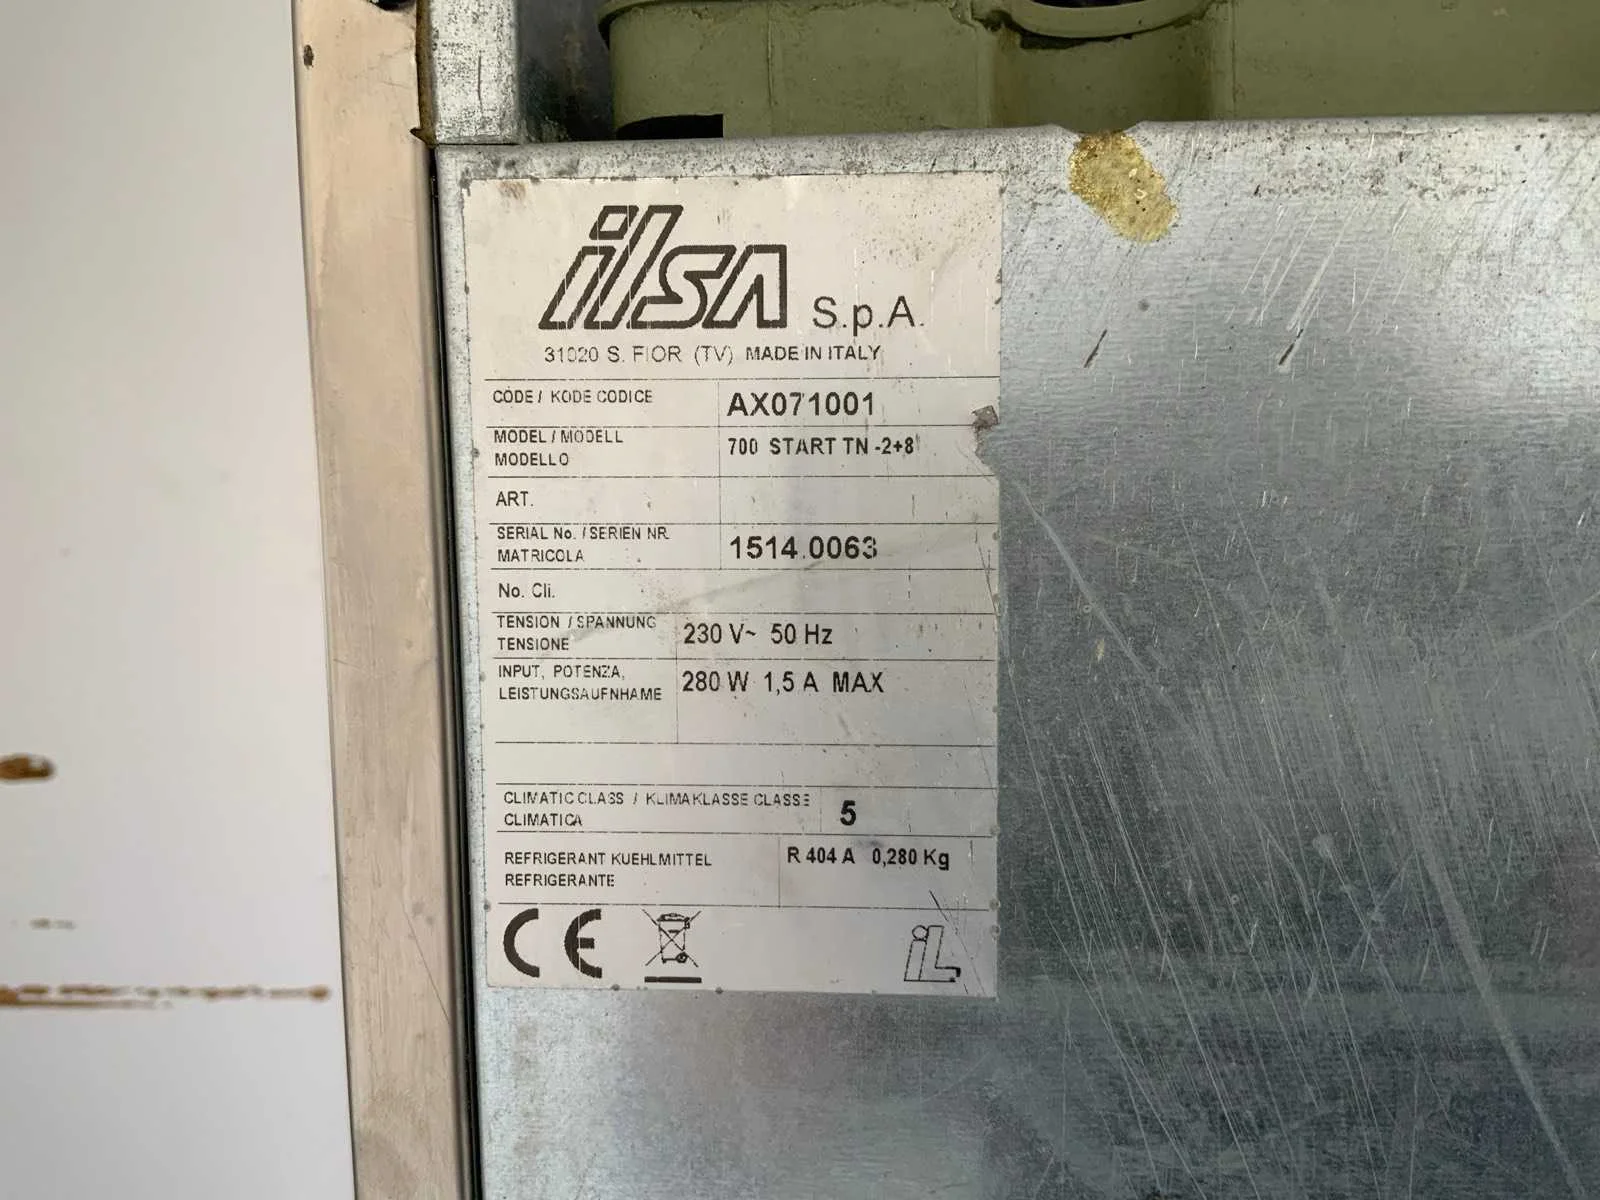 ilsa S.p.A.
31020 S. FIOR (TV) MADE IN ITALY
CODE / KODE CODICE AX071001
MODEL / MODELL
MODELLO 700 START TN -2+8
ART.
SERIAL No. / SERIEN NR.
MATRICOLA 1514.0063
No. Cli.
TENSION / SPANNUNG
TENSIONE 230 V~ 50 Hz
INPUT, POTENZA,
LEISTUNGSAUFNHAME 280 W 1,5 A MAX
CLIMATIC CLASS / KLIMAKLASSE CLASSE
CLIMATICA 5
REFRIGERANT KUEHLMITTEL R 404 A 0,280 Kg
REFRIGERANTE
CE
iL